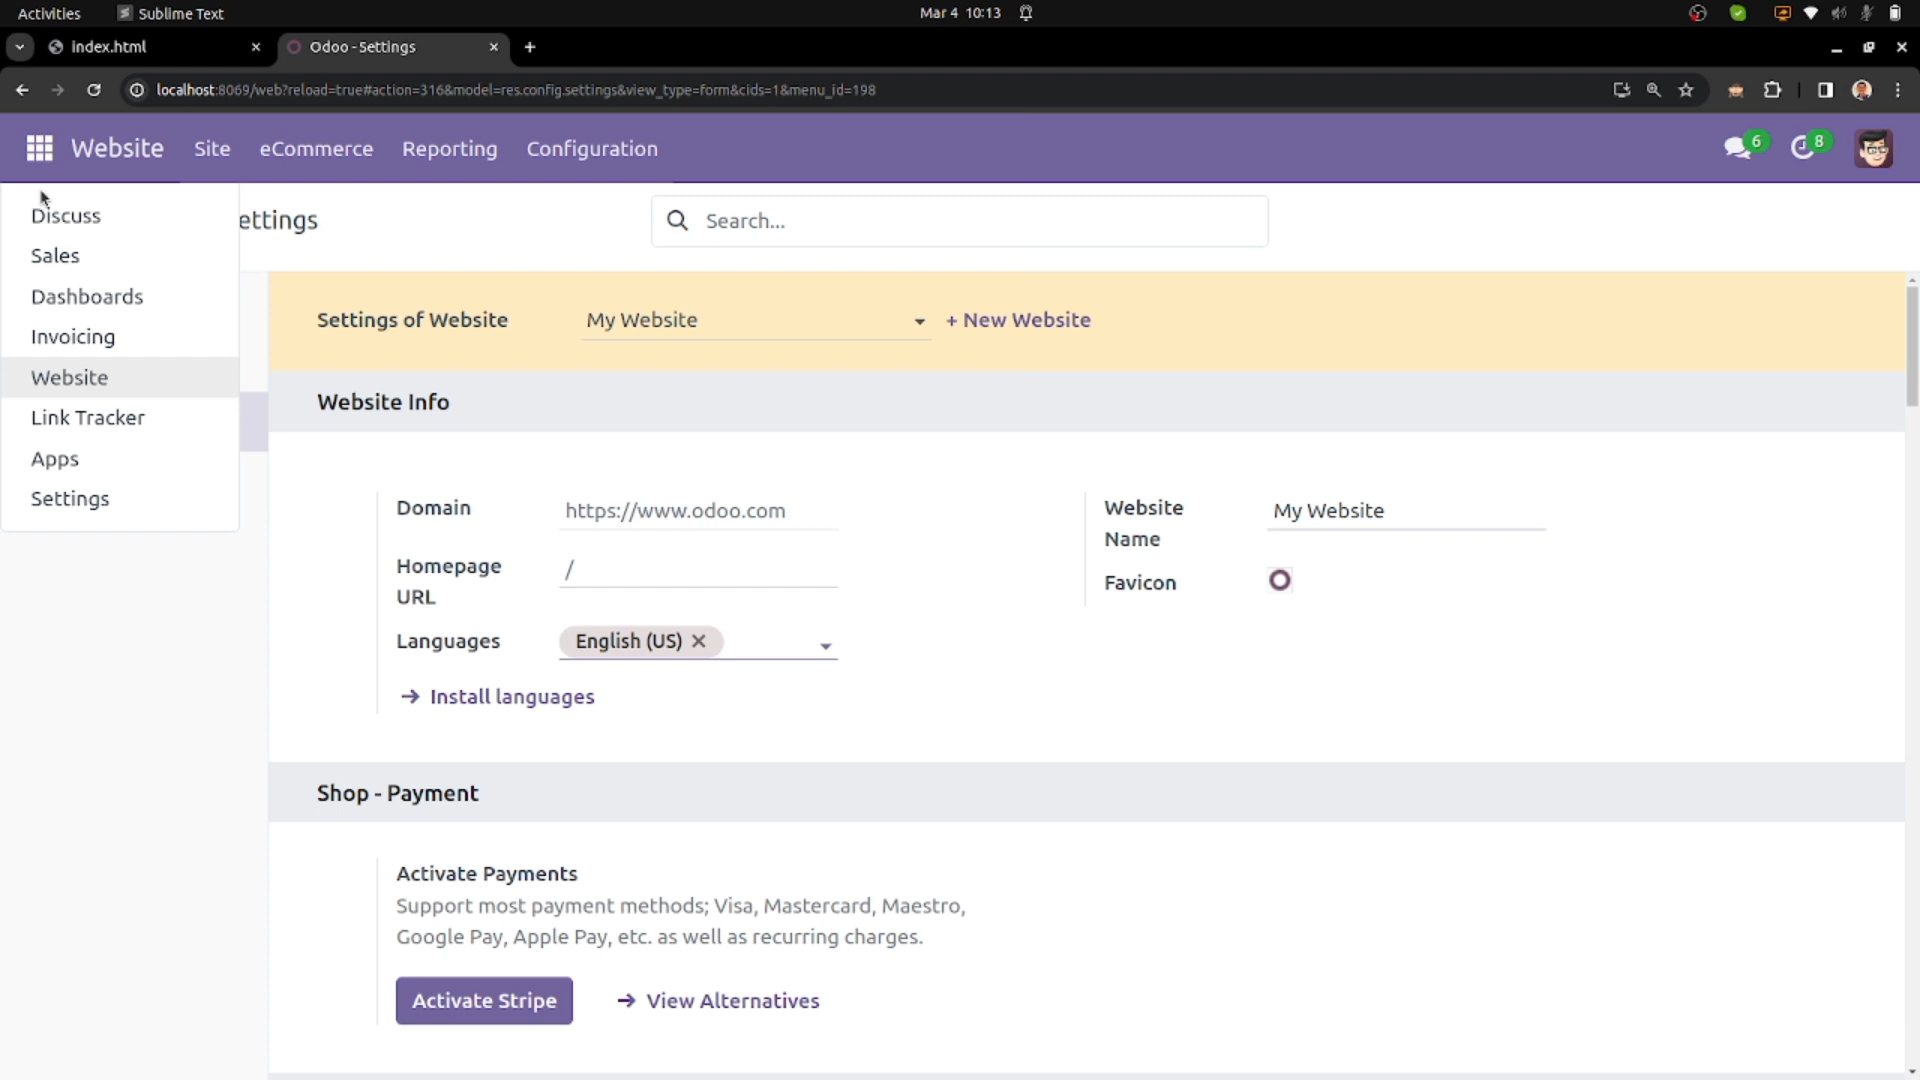 Activities Sublime Text Mar 4 10:13
index.html Odoo - Settings
localhost:8069/web?reload=true#action=316&model=res.config.settings&view_type=form&cids=1&menu_id=198
Website Site eCommerce Reporting Configuration 6 8
Discuss
Sales
Dashboards
Invoicing
Website
Link Tracker
Apps
Settings
ettings
Search...
Settings of Website My Website + New Website
Website Info
Domain https://www.odoo.com
Homepage URL /
Languages English (US)
Install languages
Website Name My Website
Favicon
Shop - Payment
Activate Payments
Support most payment methods; Visa, Mastercard, Maestro,
Google Pay, Apple Pay, etc. as well as recurring charges.
Activate Stripe View Alternatives